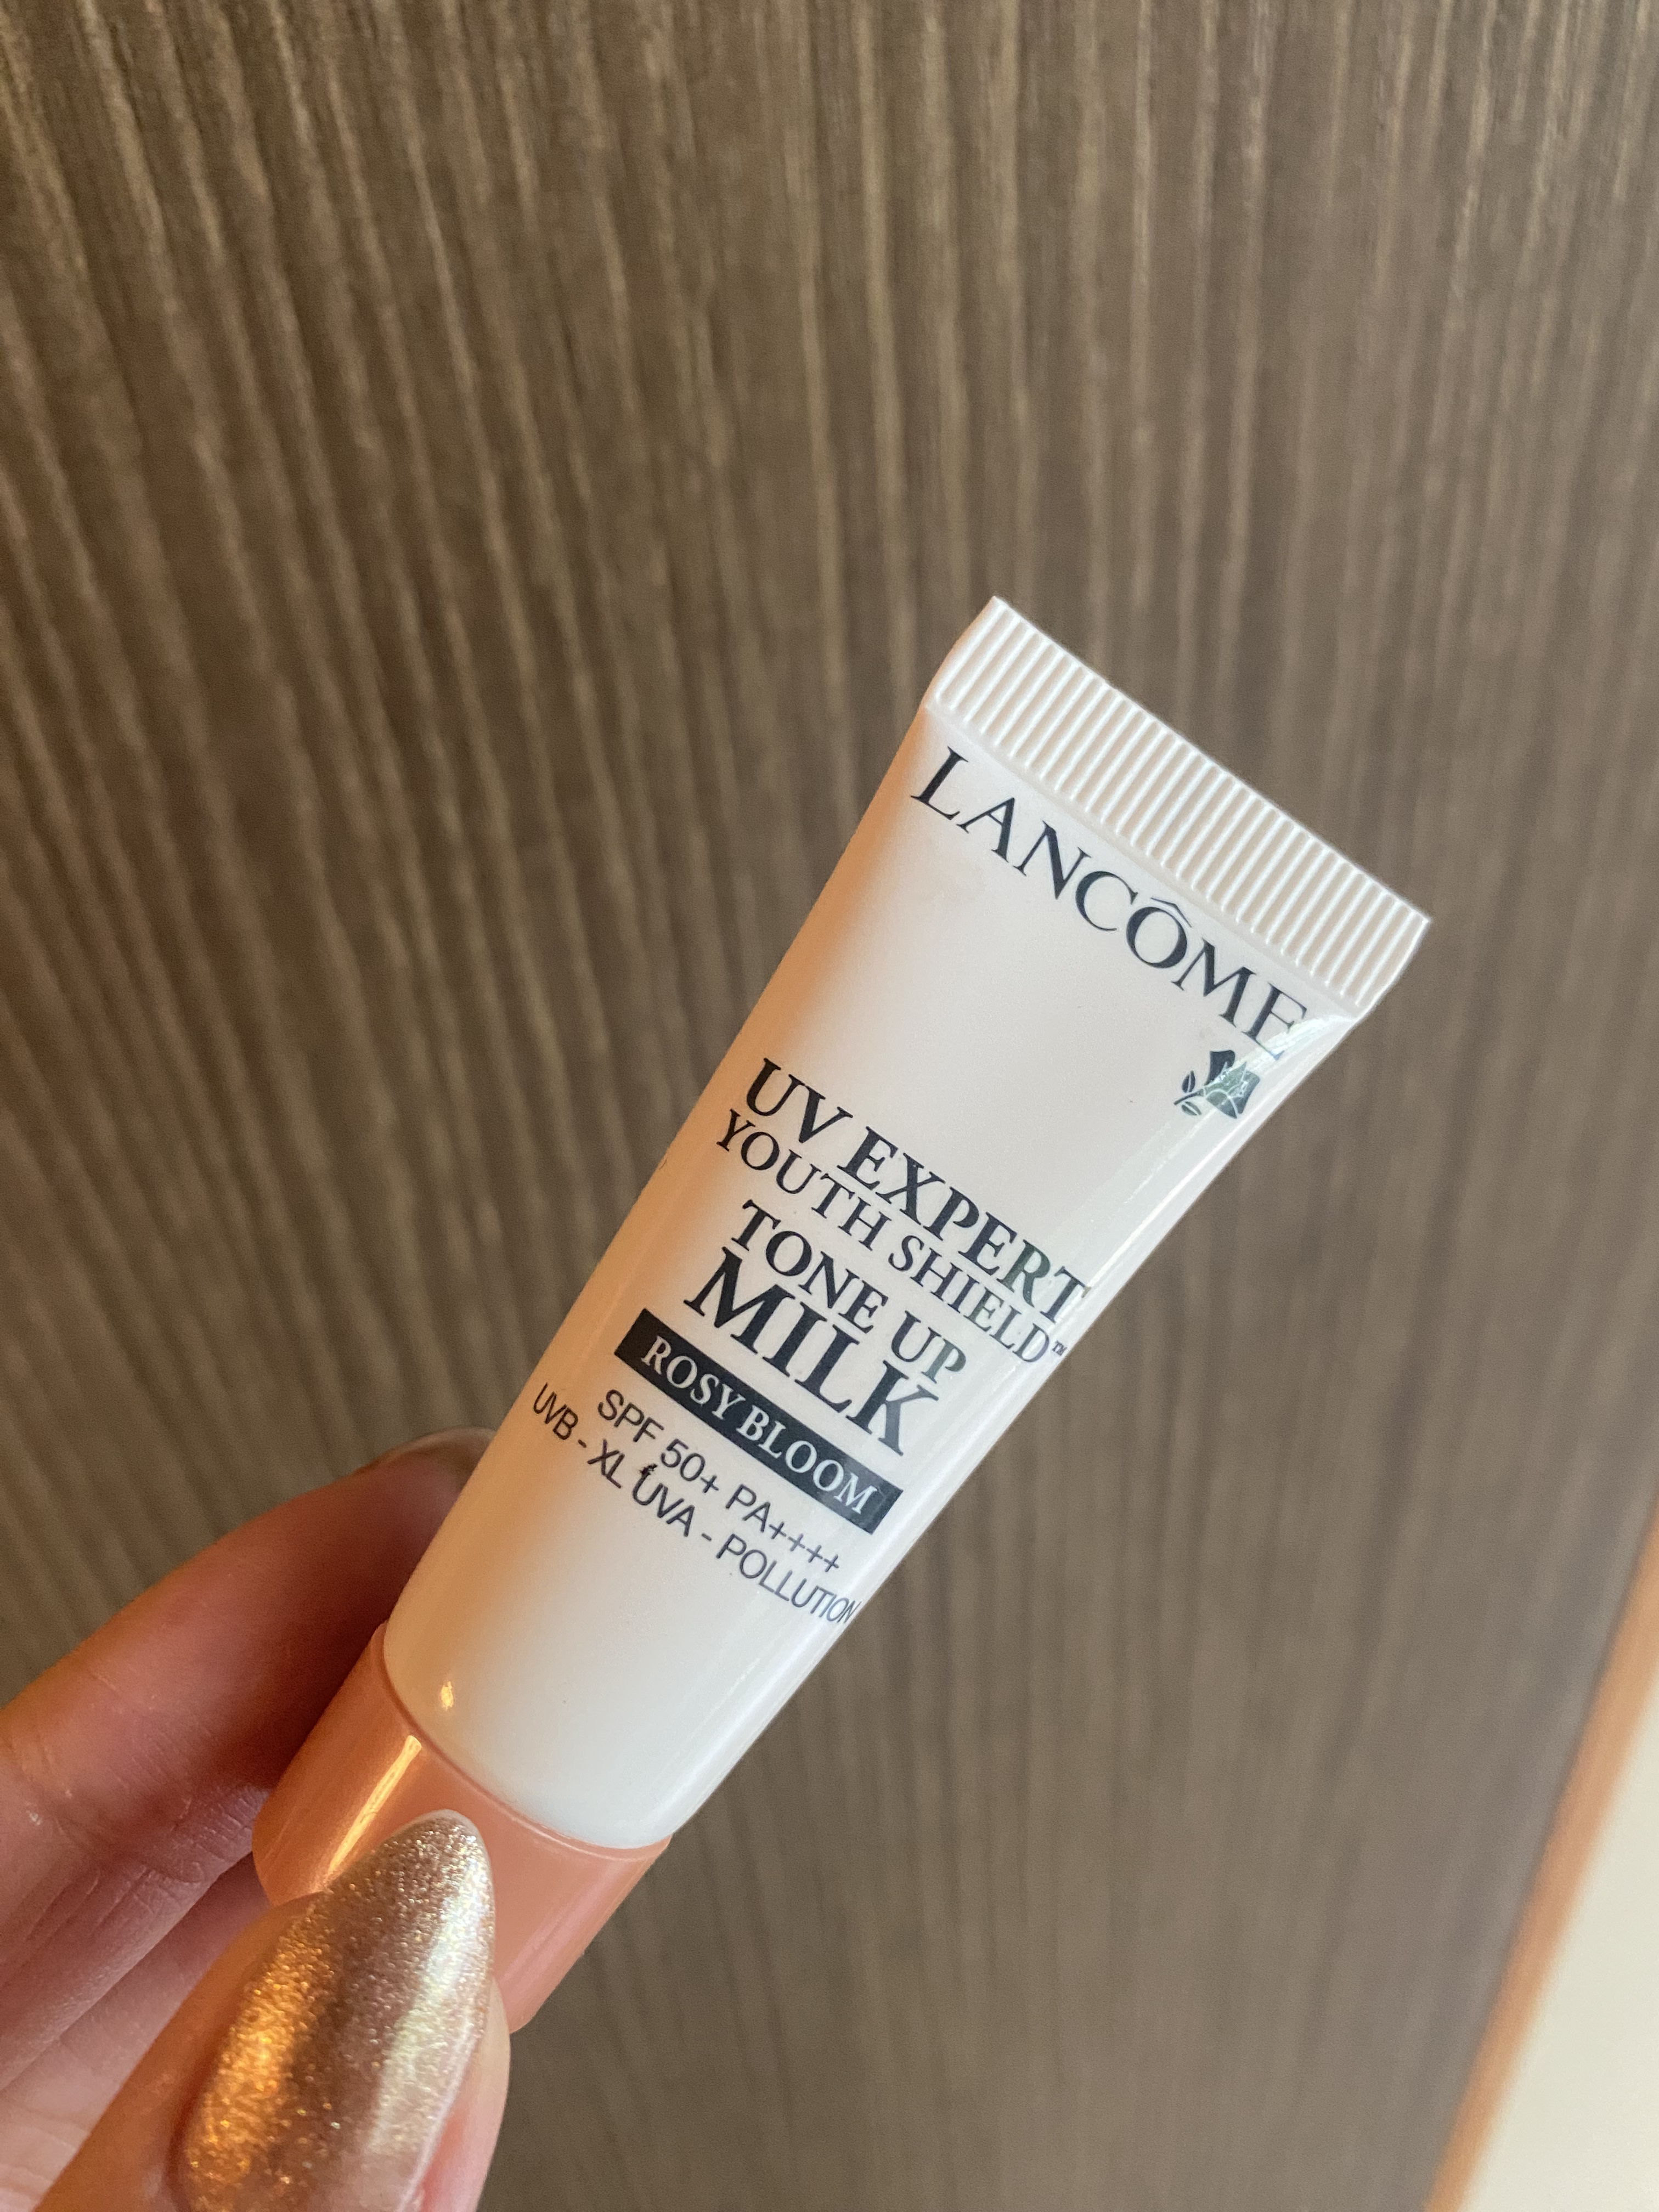 LANCÔME
UV EXPERT
YOUTH SHIELD™
TONE UP
MILK
ROSY BLOOM
SPF 50+ PA++++
UVB - XL UVA - POLLUTION